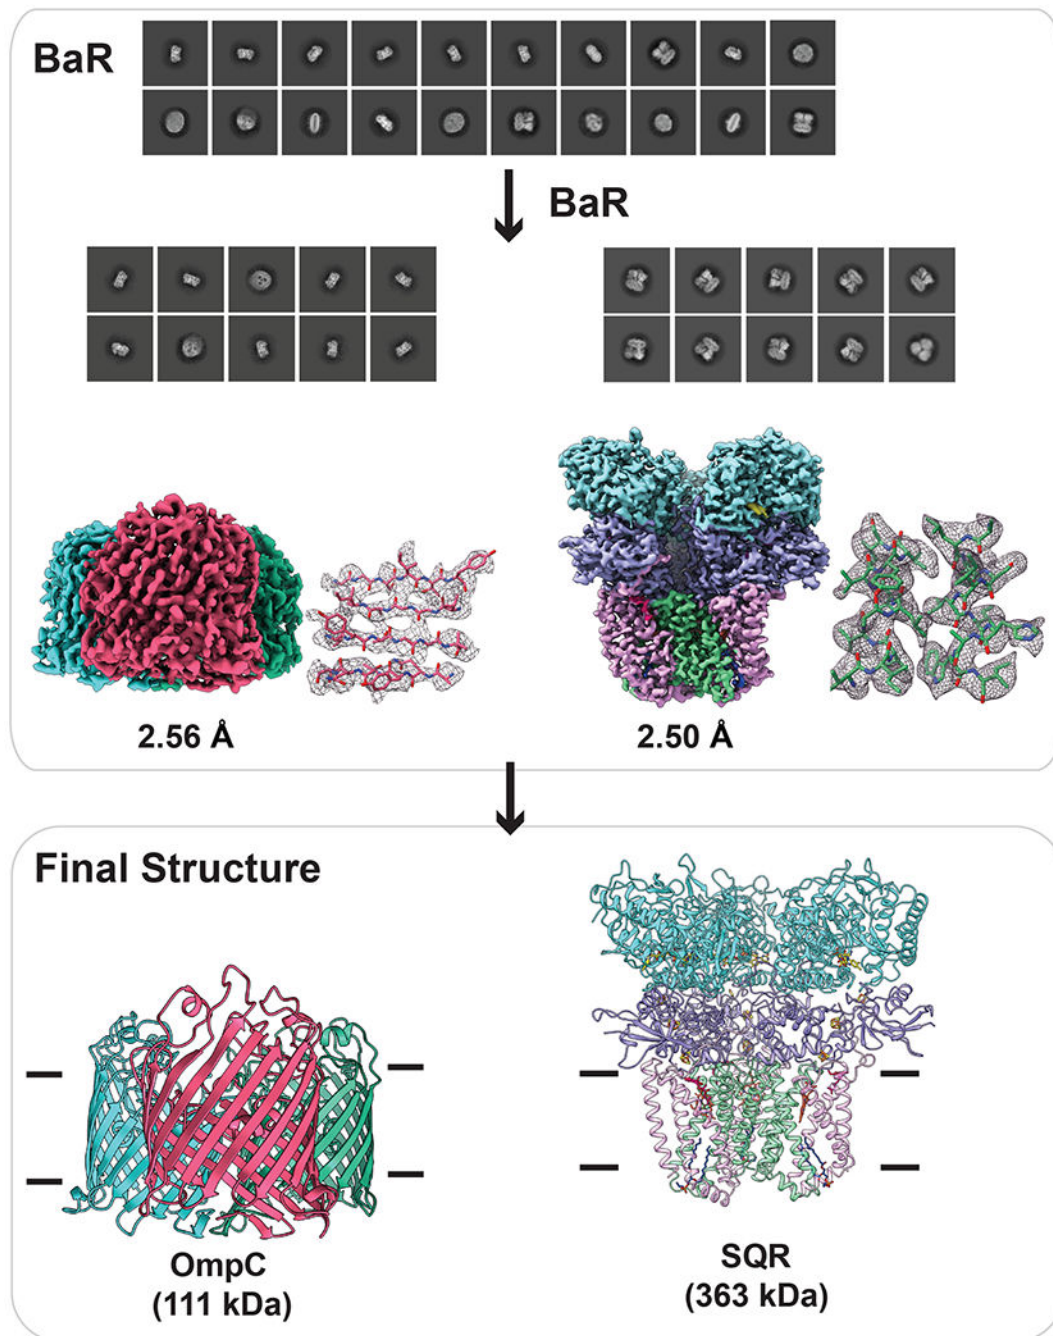 BaR
BaR
2.56 Å
2.50 Å
Final Structure
OmpC
(111 kDa)
SQR
(363 kDa)